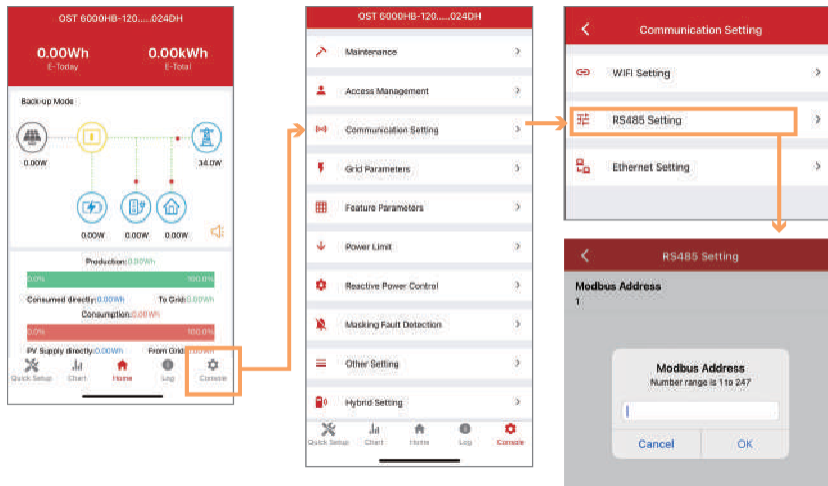 OST 6000HB-120.....024DH
0.00Wh
E-Today
0.00kWh
E-Total
Back-up Mode
0.00W
34.0W
0.00W
0.00W
0.00W
Production:0.00Wh
0.0%
100.0%
Consumed directly:0.00Wh
To Grid:0.00Wh
Consumption:0.00Wh
0.0%
100.0%
PV Supply directly:0.00Wh
From Grid:0.00Wh
Quick Setup
Chart
Home
Log
Console
OST 6000HB-120.....024DH
Maintenance
Access Management
Communication Setting
Grid Parameters
Feature Parameters
Power Limit
Reactive Power Control
Masking Fault Detection
Other Setting
Hybrid Setting
Quick Setup
Chart
Home
Log
Console
Communication Setting
WIFI Setting
RS485 Setting
Ethernet Setting
RS485 Setting
Modbus Address
1
Modbus Address
Number range is 1 to 247
Cancel
OK